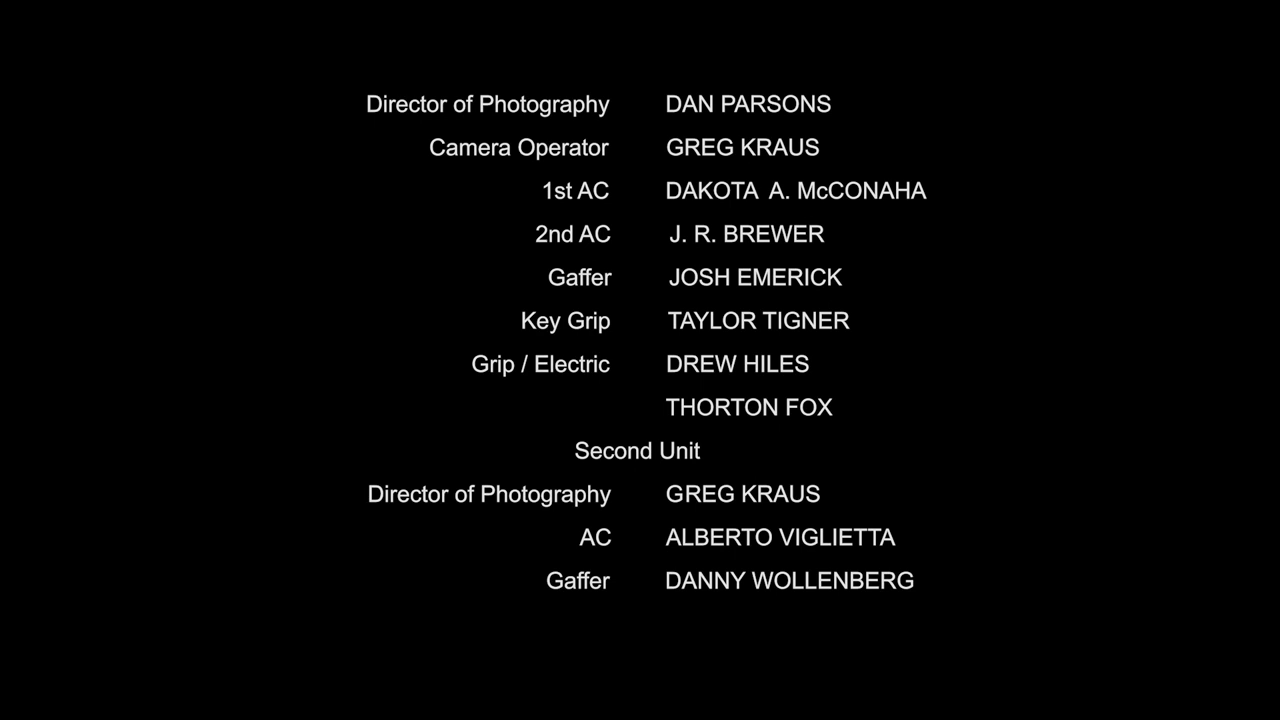 Director of Photography DAN PARSONS
Camera Operator GREG KRAUS
1st AC DAKOTA A. McCONAHA
2nd AC J. R. BREWER
Gaffer JOSH EMERICK
Key Grip TAYLOR TIGNER
Grip / Electric DREW HILES
THORTON FOX
Second Unit
Director of Photography GREG KRAUS
AC ALBERTO VIGLIETTA
Gaffer DANNY WOLLENBERG